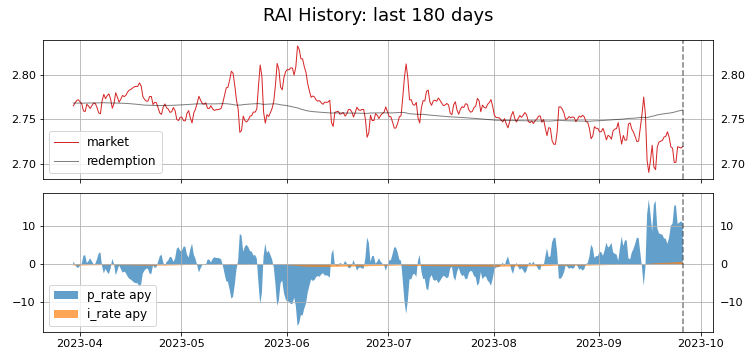 RAI History: last 180 days
2.80
2.80
2.75
2.75
2.70
2.70
market
redemption
10
10
0
0
−10
−10
p_rate apy
i_rate apy
2023-04 2023-05 2023-06 2023-07 2023-08 2023-09 2023-10